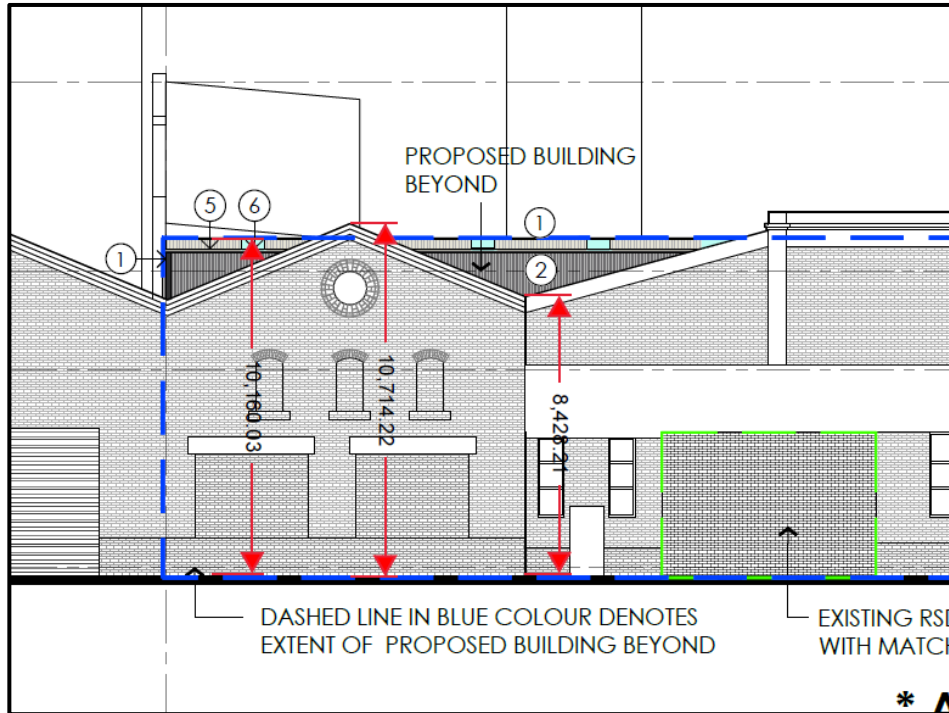 PROPOSED BUILDING
BEYOND
5
6
1
1
2
10,160.03
10,714.22
8,428.21
DASHED LINE IN BLUE COLOUR DENOTES
EXTENT OF PROPOSED BUILDING BEYOND
EXISTING
WITH MATCH
*